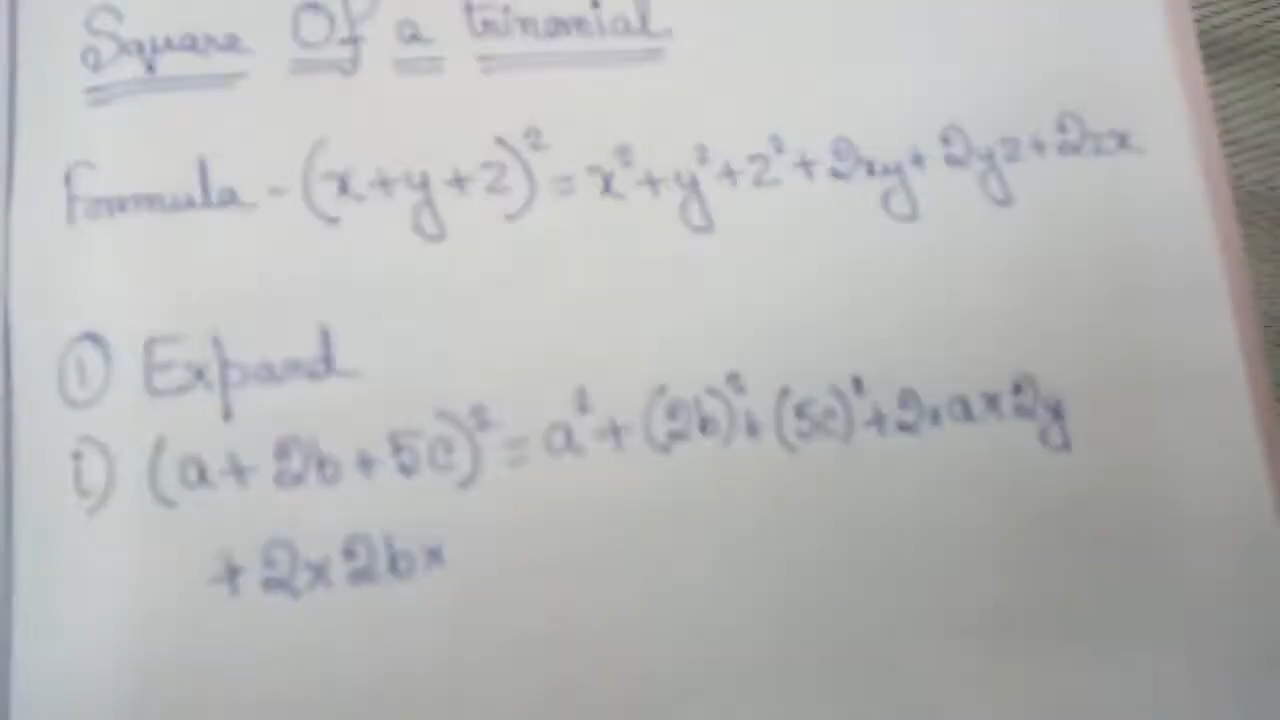 Square Of a trinomial
Formula - (x+y+z)² = x²+y²+z²+2xy+2yz+2zx
① Expand
i) (a+2b+5c)² = a²+(2b)²+(5c)²+2×a×2y
+2×2b×